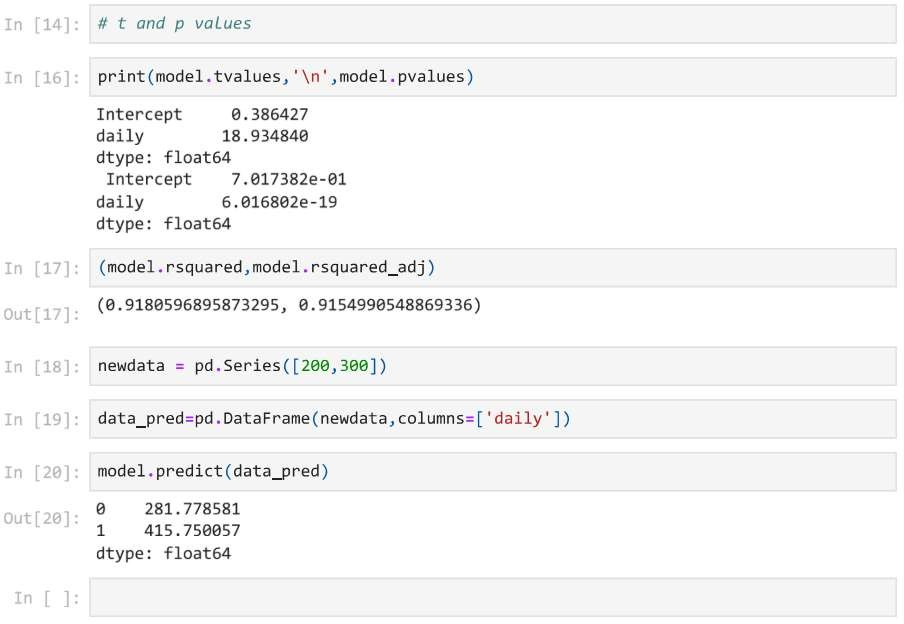 In [14]: # t and p values
In [16]: print(model.tvalues,'\n',model.pvalues)
Intercept     0.386427
daily        18.934840
dtype: float64
 Intercept    7.017382e-01
daily        6.016802e-19
dtype: float64
In [17]: (model.rsquared,model.rsquared_adj)
Out[17]: (0.9180596895873295, 0.9154990548869336)
In [18]: newdata = pd.Series([200,300])
In [19]: data_pred=pd.DataFrame(newdata,columns=['daily'])
In [20]: model.predict(data_pred)
Out[20]: 0    281.778581
1    415.750057
dtype: float64
In [ ]: